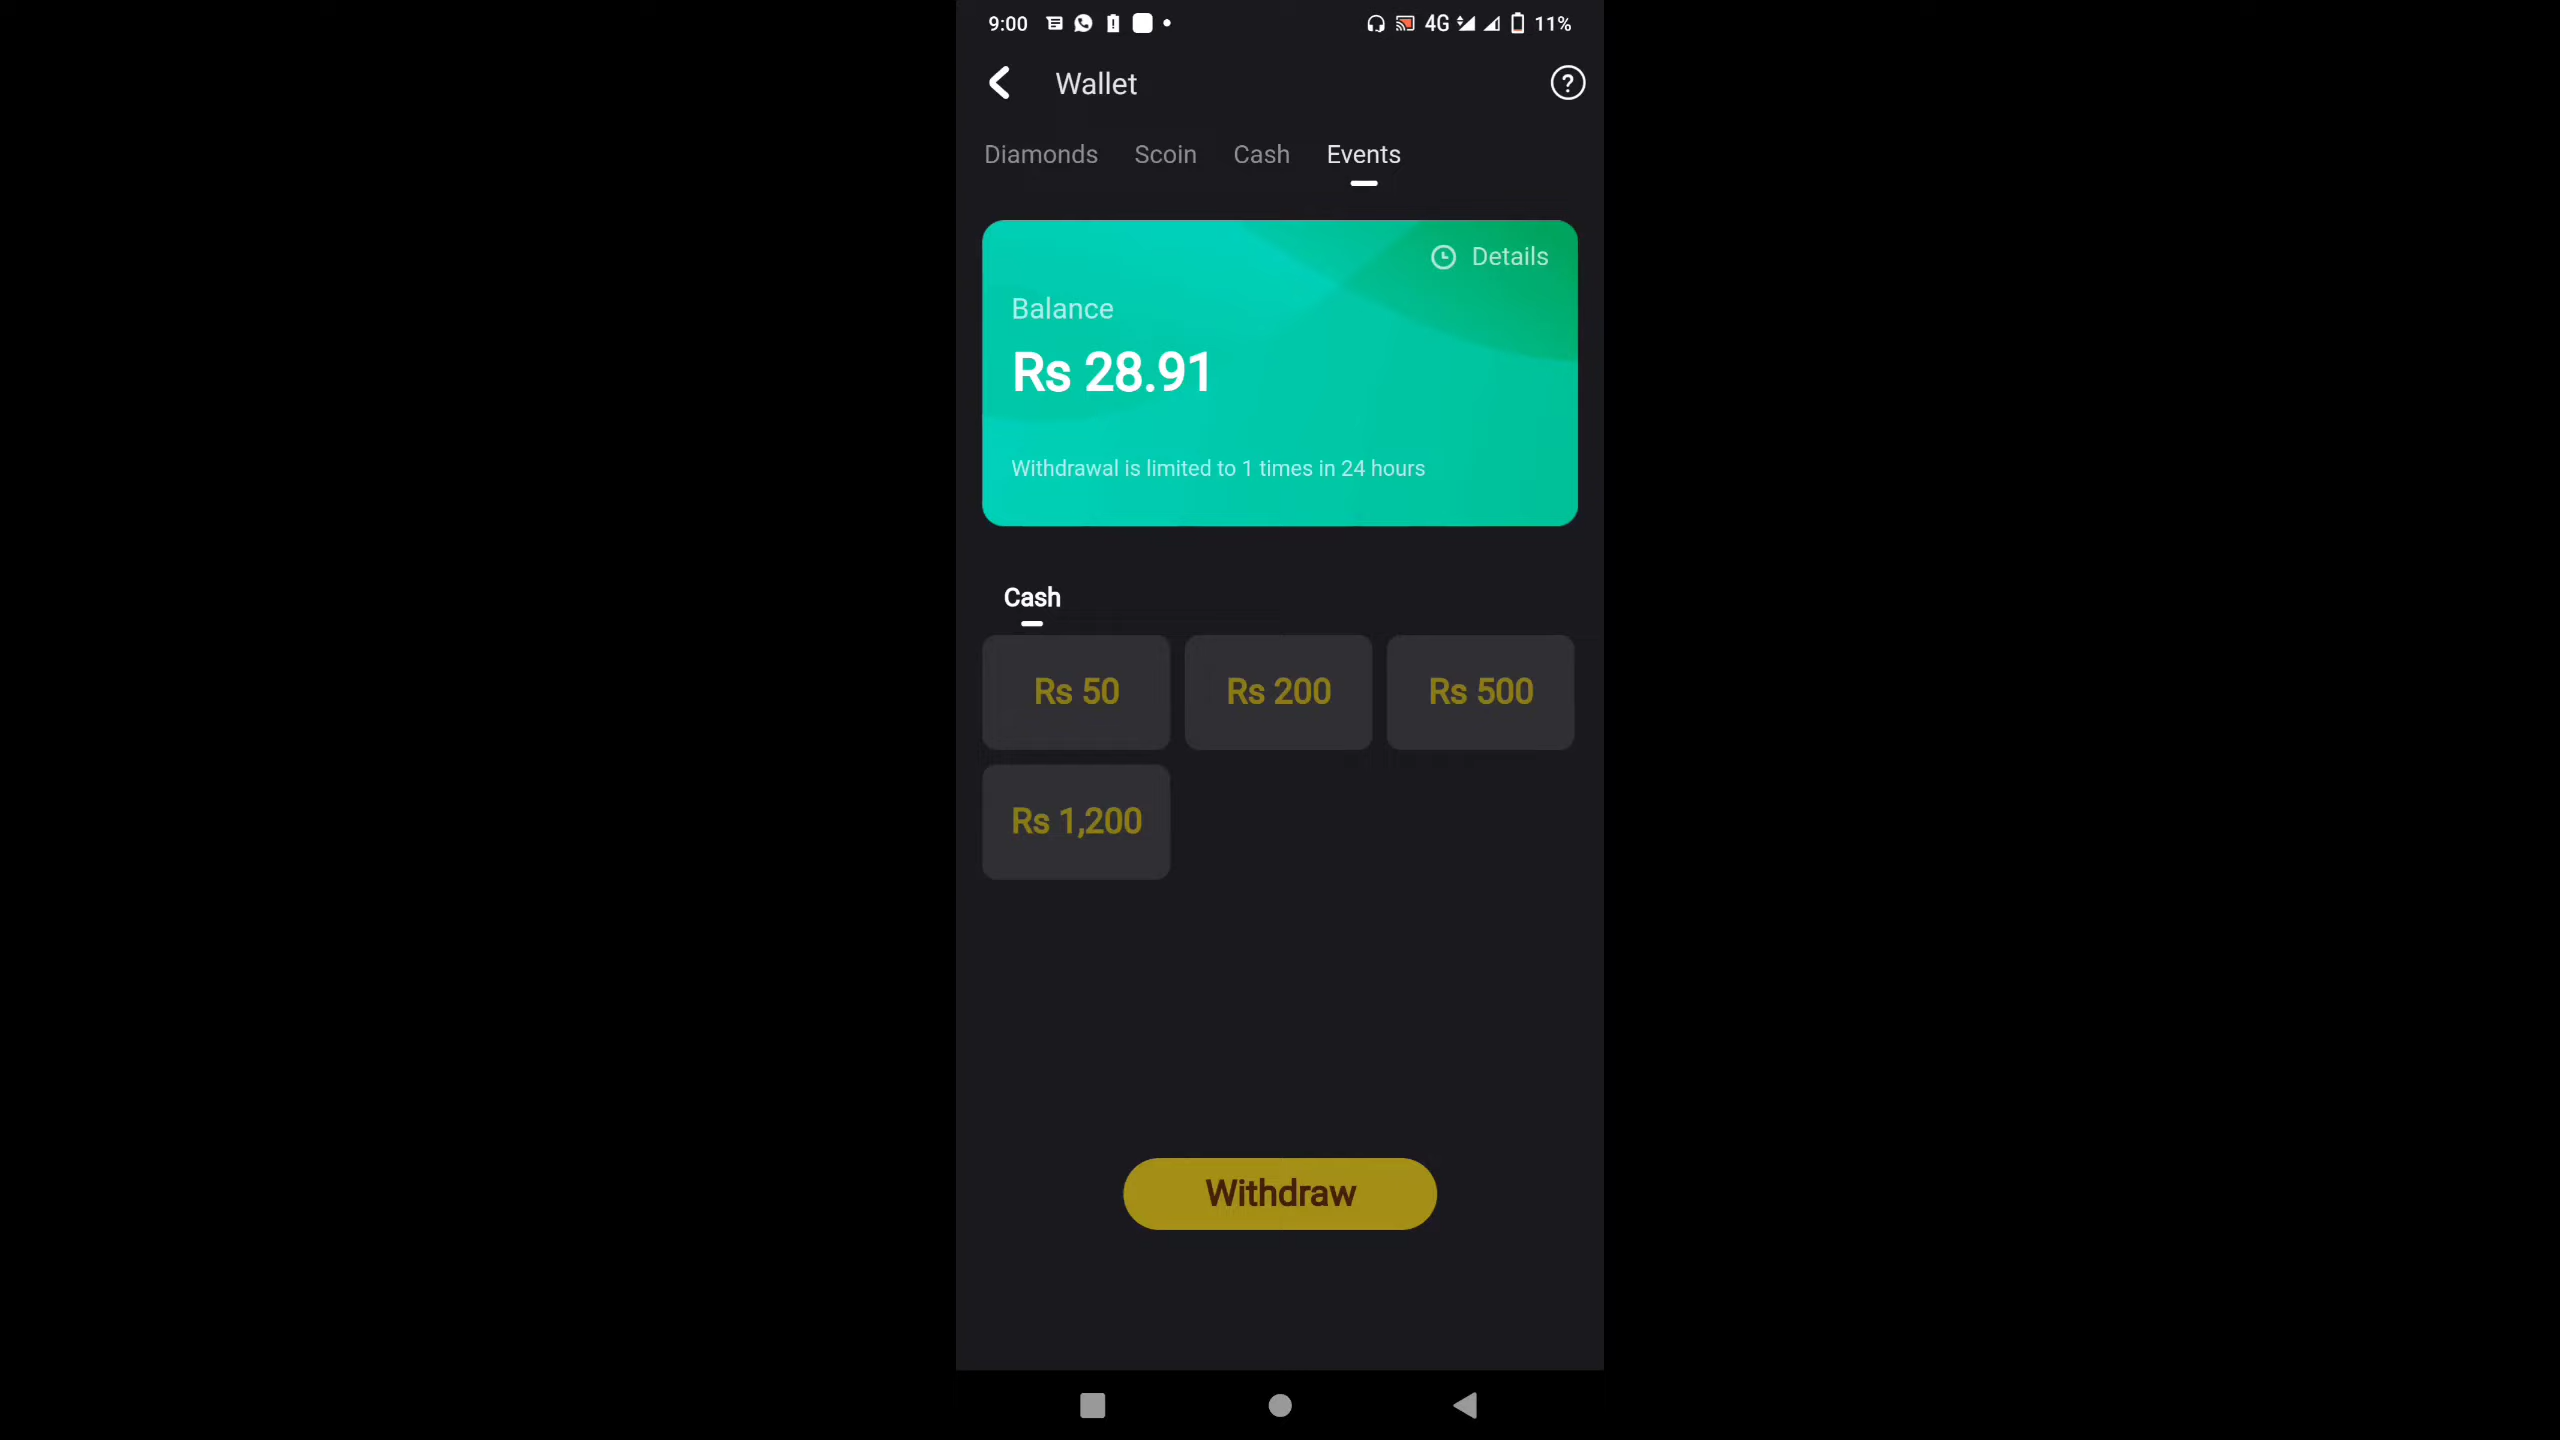 9:00 4G 11%
Wallet
Diamonds Scoin Cash Events
Details
Balance
Rs 28.91
Withdrawal is limited to 1 times in 24 hours
Cash
Rs 50 Rs 200 Rs 500
Rs 1,200
Withdraw